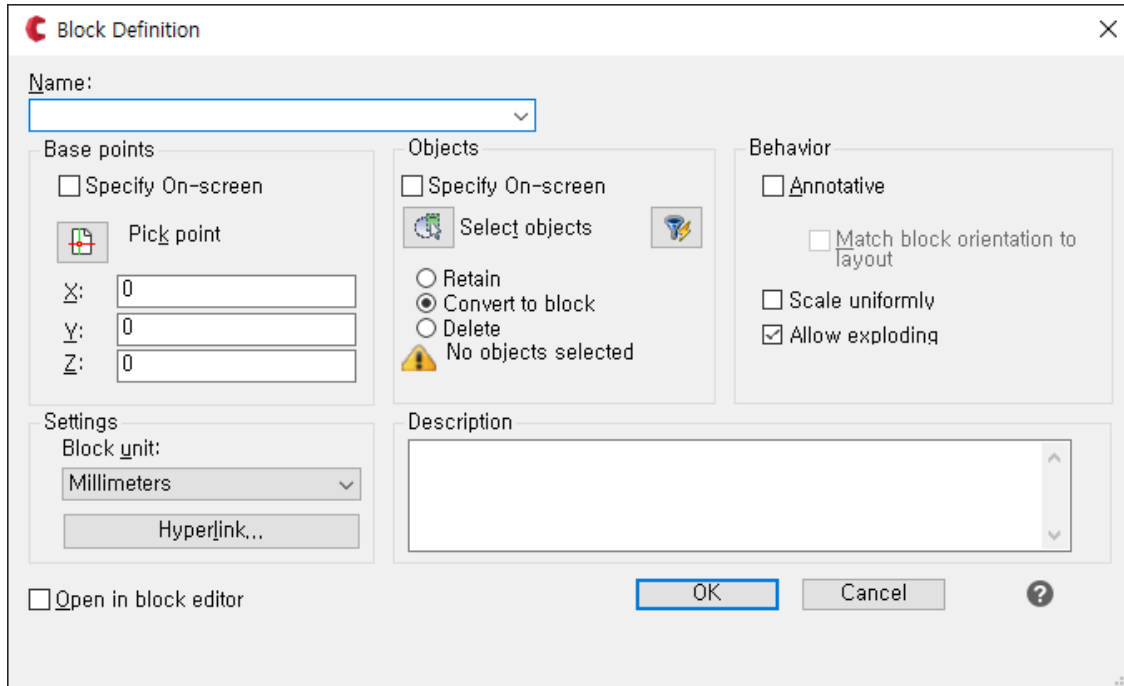 Block Definition
Name:
Base points
Specify On-screen
Pick point
X: 0
Y: 0
Z: 0
Objects
Specify On-screen
Select objects
Retain
Convert to block
Delete
No objects selected
Behavior
Annotative
Match block orientation to
layout
Scale uniformly
Allow exploding
Settings
Block unit:
Millimeters
Hyperlink...
Description
Open in block editor
OK
Cancel